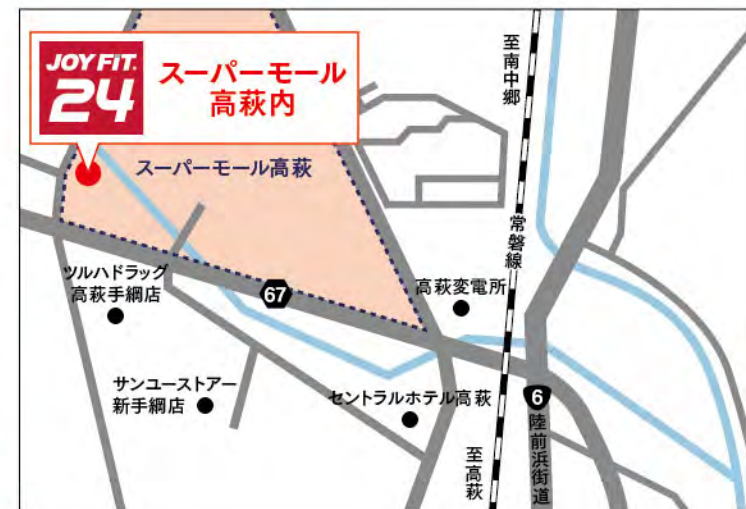 JOYFIT.
24
スーパーモール
高萩内
スーパーモール高萩
至南中郷
常磐線
ツルハドラッグ
高萩手綱店
67
高萩変電所
サンユーストアー
新手綱店
セントラルホテル高萩
6
陸前浜街道
至高萩